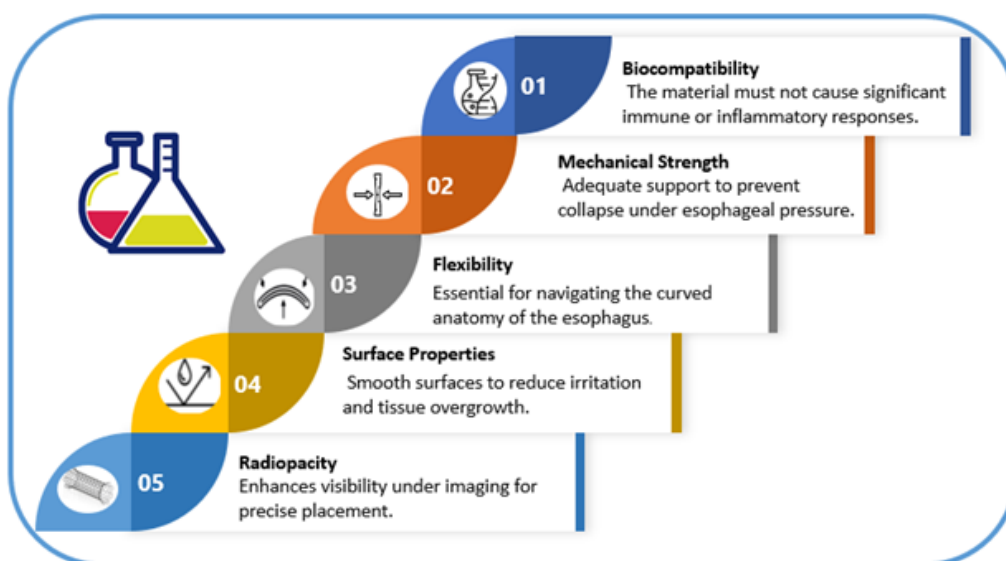 01
Biocompatibility
The material must not cause significant
immune or inflammatory responses.
02
Mechanical Strength
Adequate support to prevent
collapse under esophageal pressure.
03
Flexibility
Essential for navigating the curved
anatomy of the esophagus.
04
Surface Properties
Smooth surfaces to reduce irritation
and tissue overgrowth.
05
Radiopacity
Enhances visibility under imaging for
precise placement.